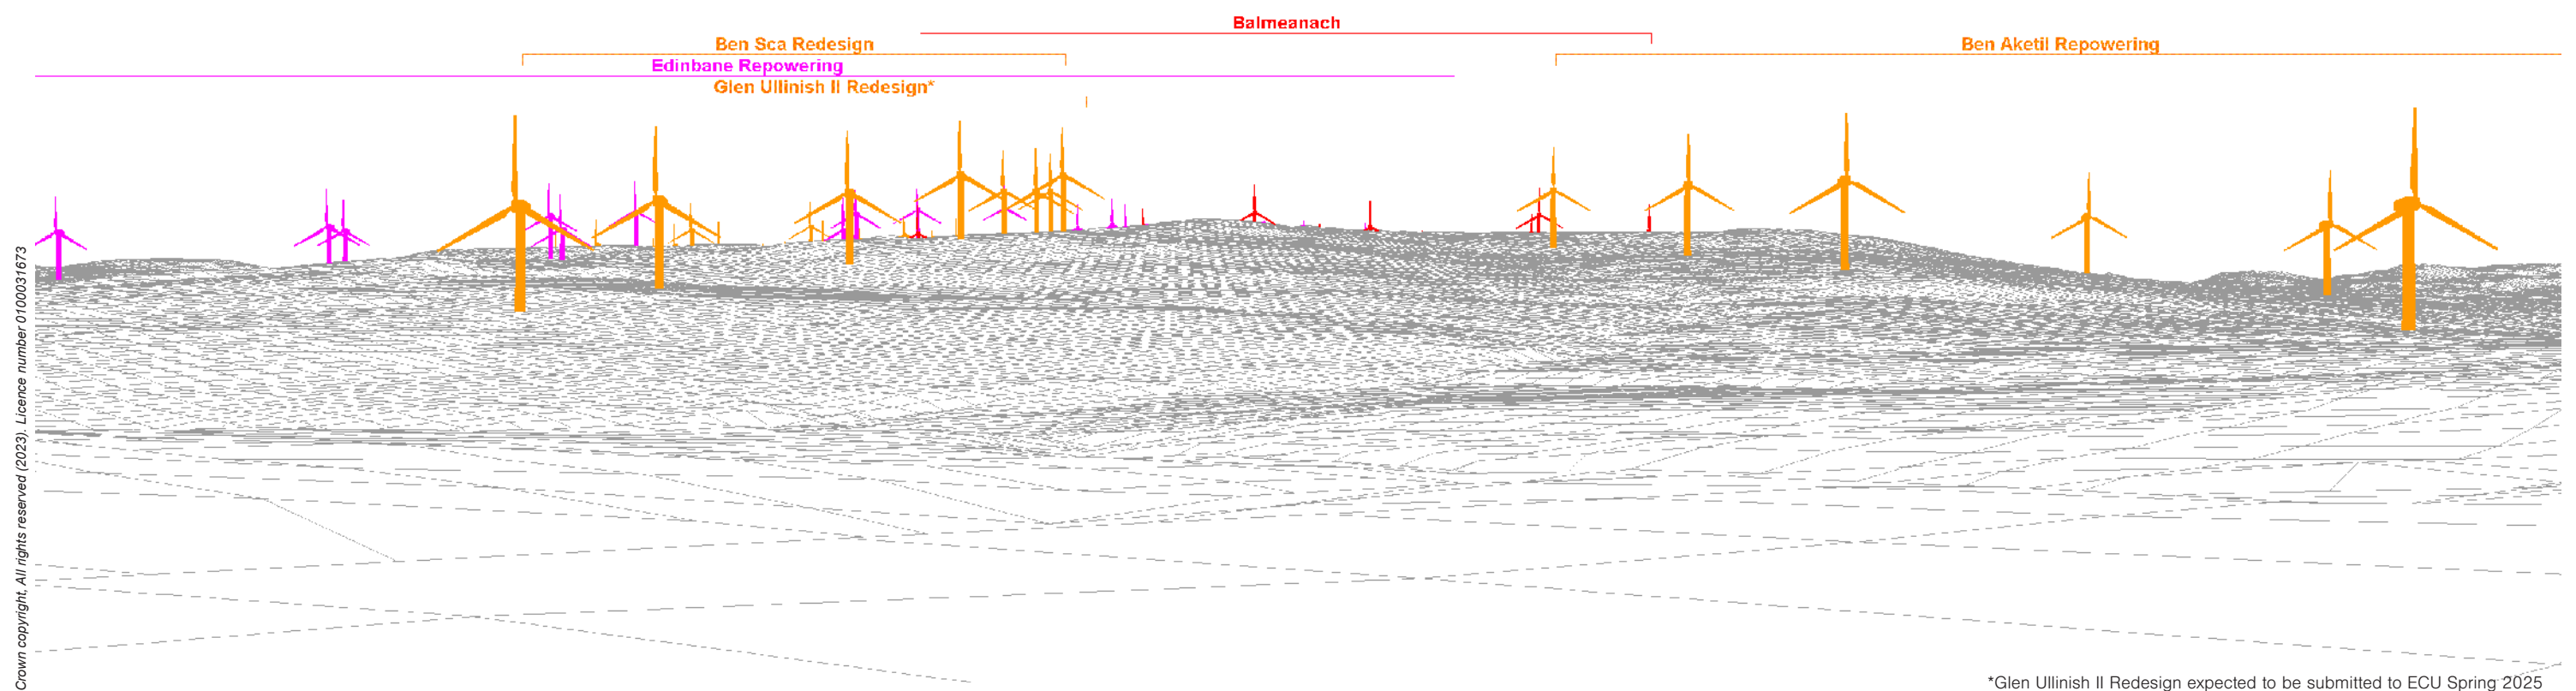 Balmeanach
Ben Sca Redesign
Ben Aketil Repowering
Edinbane Repowering
Glen Ullinish II Redesign*
Crown copyright, All rights reserved (2023). Licence number 0100031673
*Glen Ullinish II Redesign expected to be submitted to ECU Spring 2025